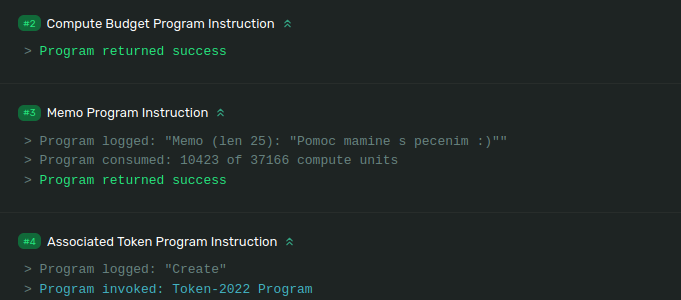 #2 Compute Budget Program Instruction
> Program returned success
#3 Memo Program Instruction
> Program logged: "Memo (len 25): "Pomoc mamine s pecenim :)""
> Program consumed: 10423 of 37166 compute units
> Program returned success
#4 Associated Token Program Instruction
> Program logged: "Create"
> Program invoked: Token-2022 Program